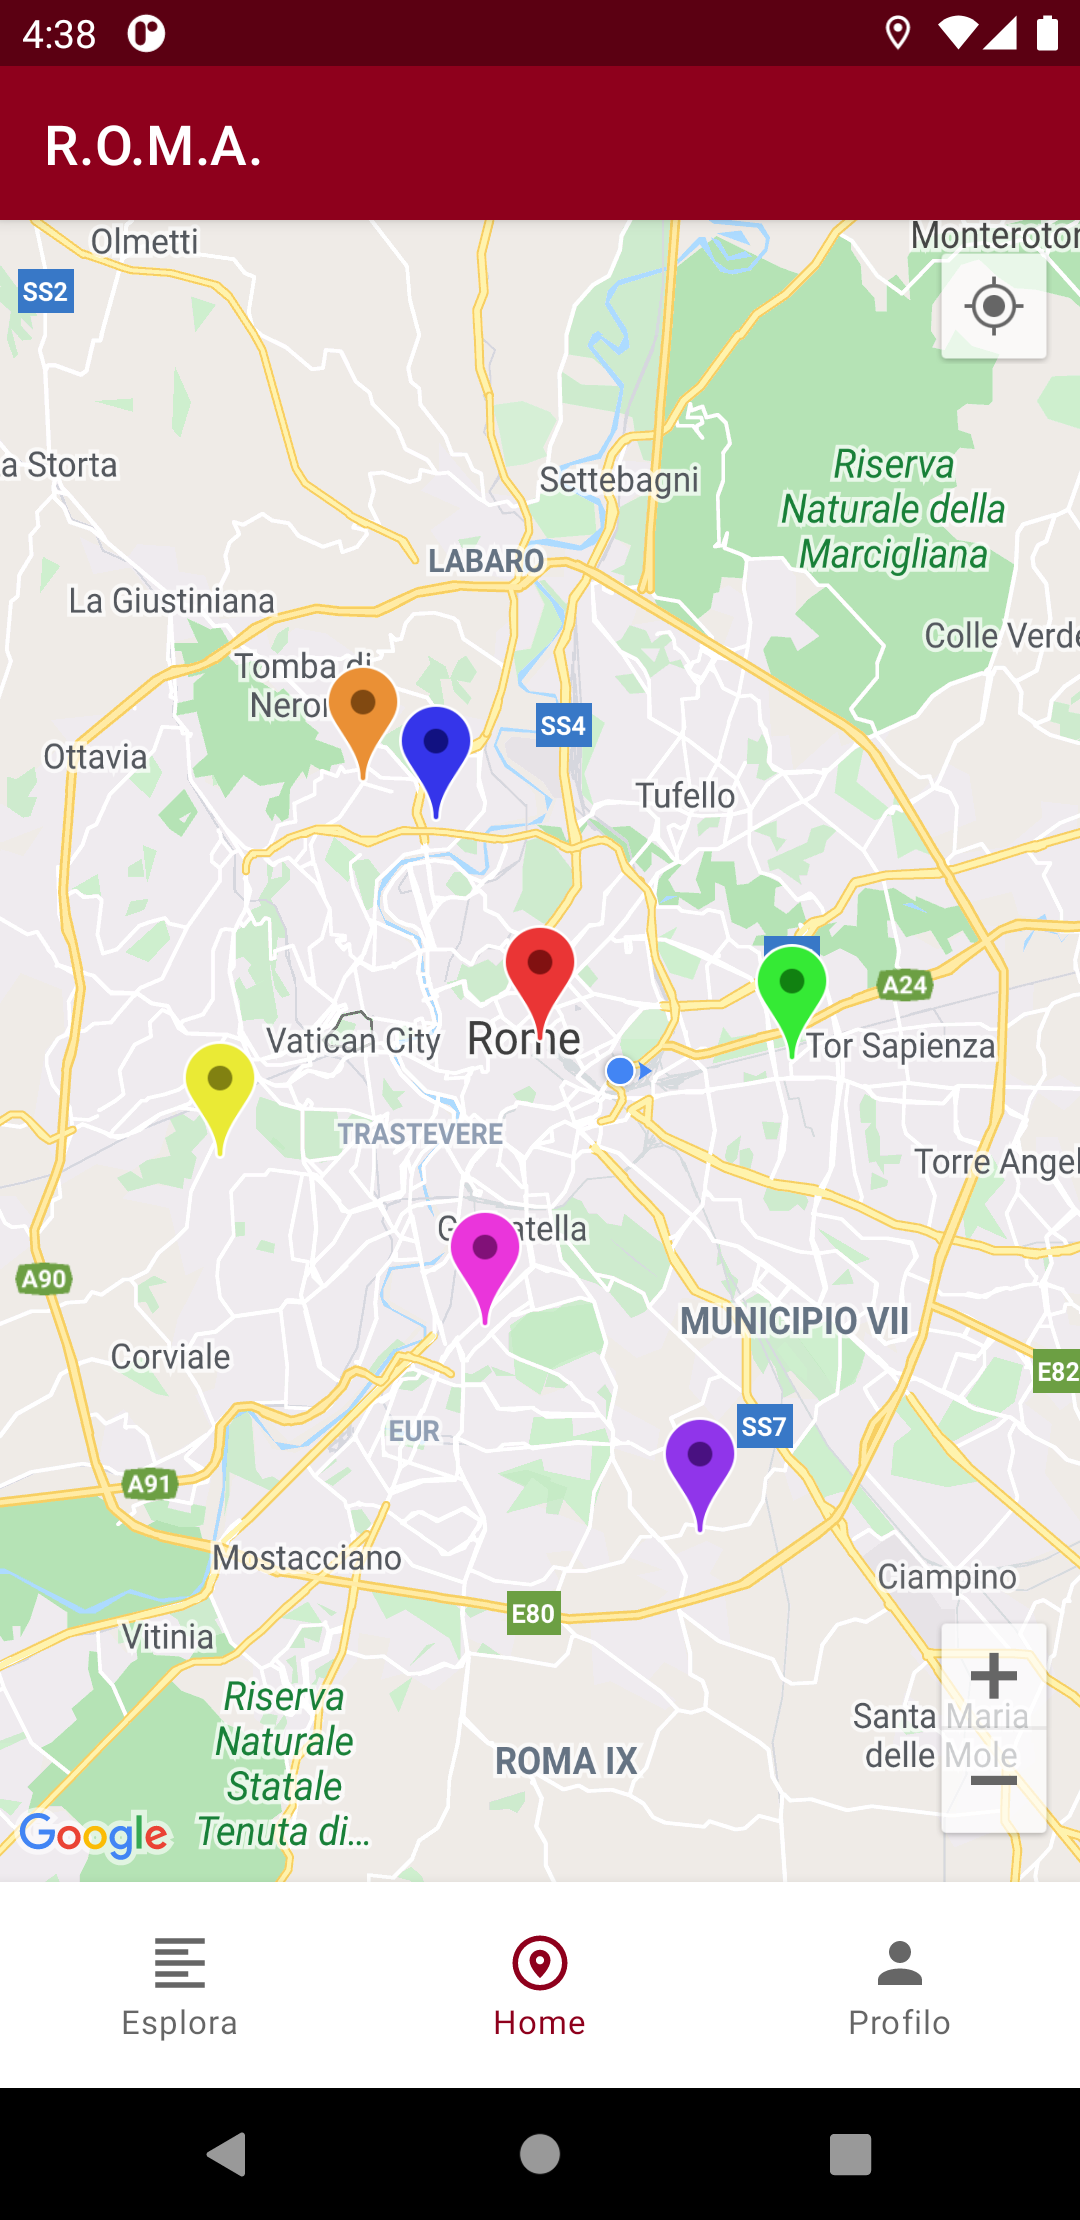 4:38
R.O.M.A.
Olmetti
Monteroton
SS2
a Storta
Settebagni
Riserva
Naturale della
Marcigliana
LABARO
La Giustiniana
Colle Verde
Tomba di
Neron
SS4
Ottavia
Tufello
A24
Vatican City
Rome
Tor Sapienza
TRASTEVERE
Torre Angel
G
atella
A90
MUNICIPIO VII
Corviale
E82
SS7
EUR
A91
Mostacciano
Ciampino
E80
Vitinia
Riserva
Naturale
Statale
Tenuta di...
Santa Maria
delle Mole
ROMA IX
Google
Esplora
Home
Profilo